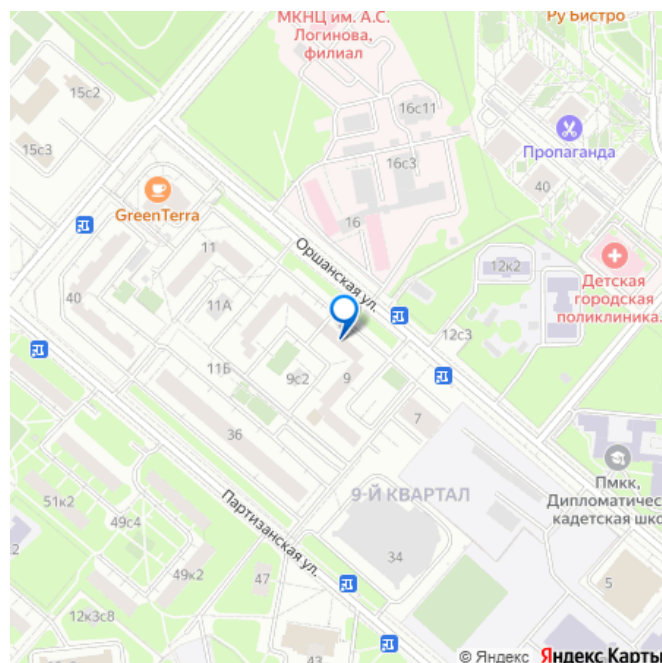 МКНЦ им. А.С.
Логинова,
филиал
Ру Бистро
15с2
16с11
15с3
16с3
Пропаганда
40
GreenTerra
16
11
Оршанская ул.
12к2
Детская
городская
поликлиника.
40
11А
12с3
11Б
9с2
9
7
36
9-Й КВАРТАЛ
Пмкк,
Дипломатичес
кадетская шко
51к2
49с4
Партизанская ул.
34
2
49к2
47
5
12к3с8
43
© Яндекс Яндекс Карты